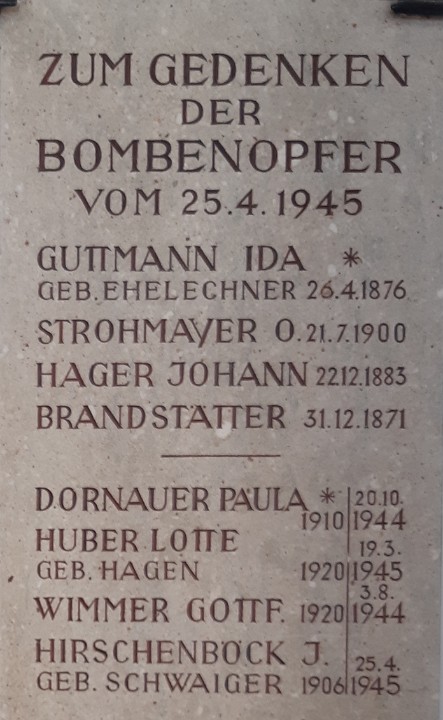 ZUM GEDENKEN
DER
BOMBENOPFER
VOM 25.4.1945
GUTTMANN IDA *
GEB. EHELECHNER 26.4.1876
STROHMAYER O. 21.7.1900
HAGER JOHANN 22 12.1883
BRANDSTÄTTER 31.12.1871
DORNAUER PAULA * 20.10.
1910 1944
HUBER LOTTE 19.3.
GEB. HAGEN 1920 1945
3.8.
WIMMER GOTTF. 1920 1944
HIRSCHENBÖCK J. 25.4.
GEB. SCHWAIGER 1906 1945